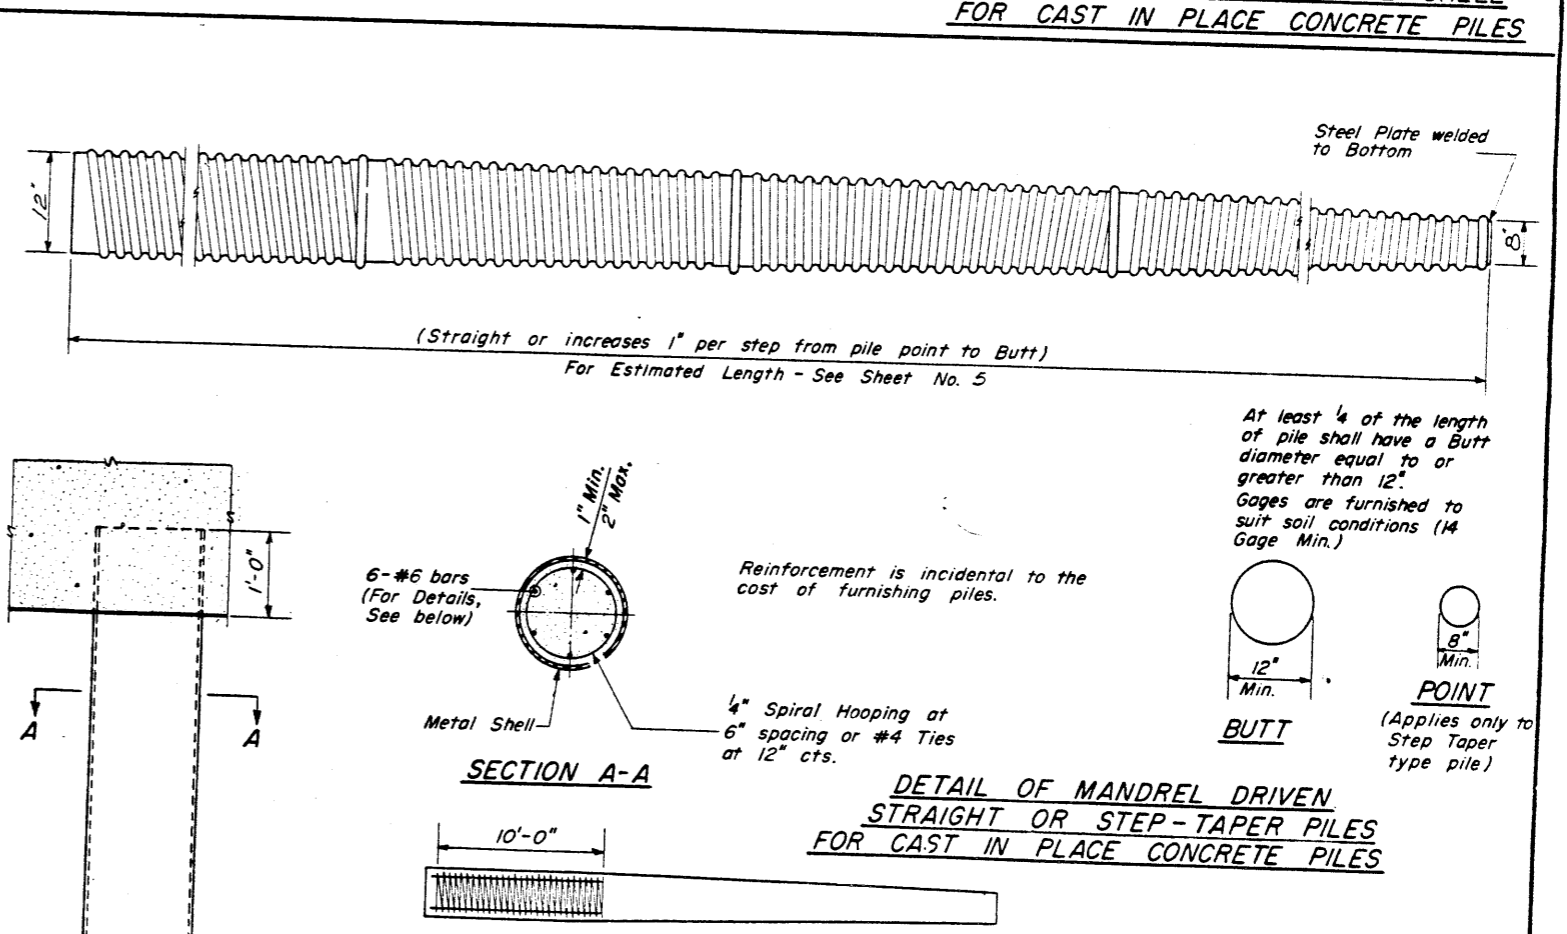 FOR CAST IN PLACE CONCRETE PILES
Steel Plate welded
to Bottom
12"
8"
(Straight or increases 1" per step from pile point to Butt)
For Estimated Length - See Sheet No. 5
At least 1/4 of the length
of pile shall have a Butt
diameter equal to or
greater than 12".
Gages are furnished to
suit soil conditions (14
Gage Min.)
1'-0"
1" Min.
2" Max.
6-#6 bars
(For Details,
See below)
Reinforcement is incidental to the
cost of furnishing piles.
12"
Min.
BUTT
8"
Min.
POINT
(Applies only to
Step Taper
type pile)
A
A
Metal Shell
1/4" Spiral Hooping at
6" spacing or #4 Ties
at 12" cts.
SECTION A-A
DETAIL OF MANDREL DRIVEN
STRAIGHT OR STEP-TAPER PILES
FOR CAST IN PLACE CONCRETE PILES
10'-0"